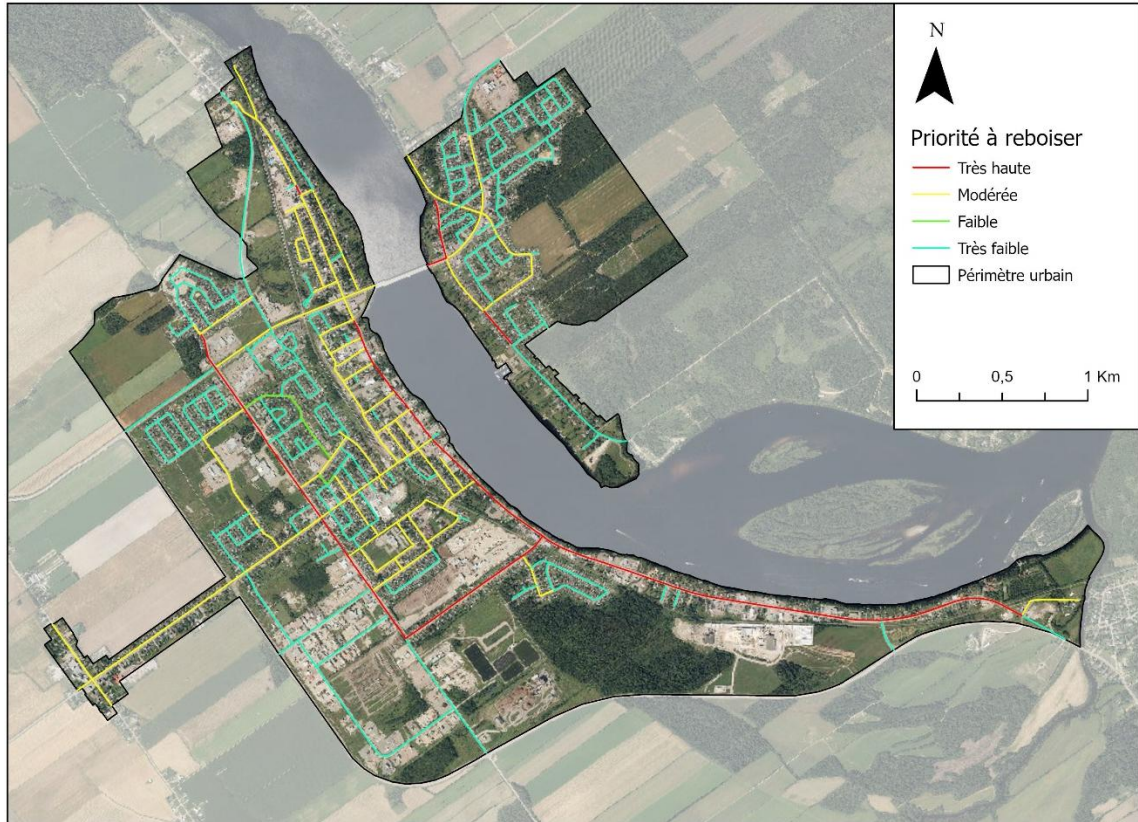 N
Priorité à reboiser
Très haute
Modérée
Faible
Très faible
Périmètre urbain
0 0,5 1 Km